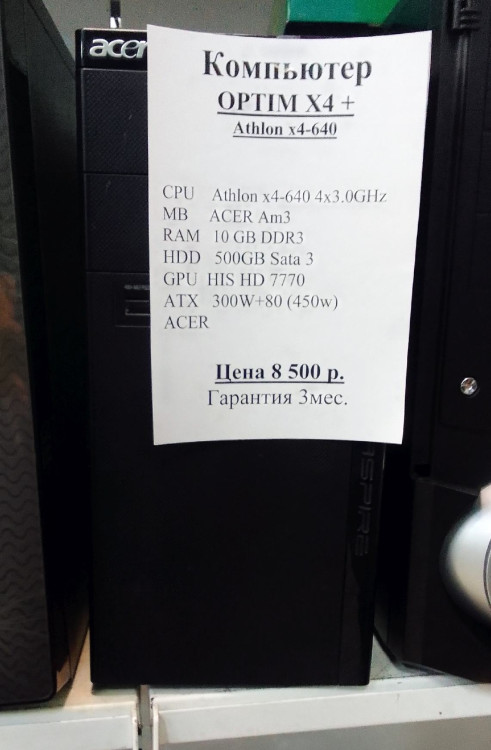 acer
Компьютер
OPTIM X4 +
Athlon x4-640
CPU Athlon x4-640 4x3.0GHz
MB ACER Am3
RAM 10 GB DDR3
HDD 500GB Sata 3
GPU HIS HD 7770
ATX 300W+80 (450w)
ACER
Цена 8 500 р.
Гарантия 3мес.
ASPIRE